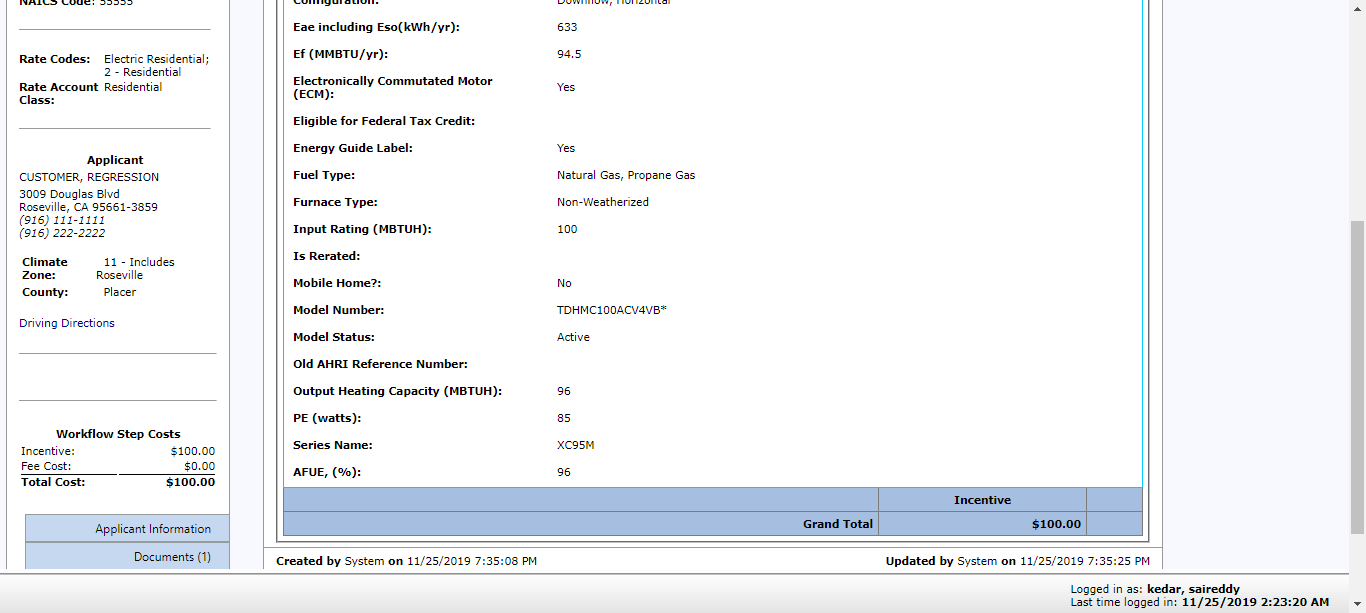 NAICS Code: 55555
Rate Codes: Electric Residential;
2 - Residential
Rate Account Class: Residential
Applicant
CUSTOMER, REGRESSION
3009 Douglas Blvd
Roseville, CA 95661-3859
(916) 111-1111
(916) 222-2222
Climate Zone: 11 - Includes Roseville
County: Placer
Driving Directions
Workflow Step Costs
Incentive: $100.00
Fee Cost: $0.00
Total Cost: $100.00
Applicant Information
Documents (1)
Configuration: Downflow, Horizontal
Eae including Eso(kWh/yr): 633
Ef (MMBTU/yr): 94.5
Electronically Commutated Motor
(ECM): Yes
Eligible for Federal Tax Credit:
Energy Guide Label: Yes
Fuel Type: Natural Gas, Propane Gas
Furnace Type: Non-Weatherized
Input Rating (MBTUH): 100
Is Rerated:
Mobile Home?: No
Model Number: TDHMC100ACV4VB*
Model Status: Active
Old AHRI Reference Number:
Output Heating Capacity (MBTUH): 96
PE (watts): 85
Series Name: XC95M
AFUE, (%): 96
Incentive
Grand Total $100.00
Created by System on 11/25/2019 7:35:08 PM
Updated by System on 11/25/2019 7:35:25 PM
Logged in as: kedar, saireddy
Last time logged in: 11/25/2019 2:23:20 AM